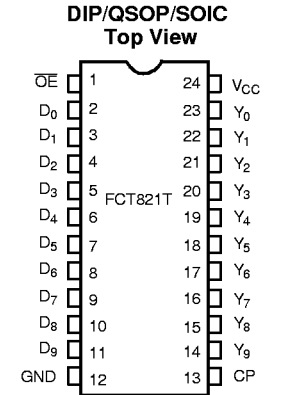 DIP/QSOP/SOIC
Top View
OE 1 24 VCC
D0 2 23 Y0
D1 3 22 Y1
D2 4 21 Y2
D3 5 FCT821T 20 Y3
D4 6 19 Y4
D5 7 18 Y5
D6 8 17 Y6
D7 9 16 Y7
D8 10 15 Y8
D9 11 14 Y9
GND 12 13 CP